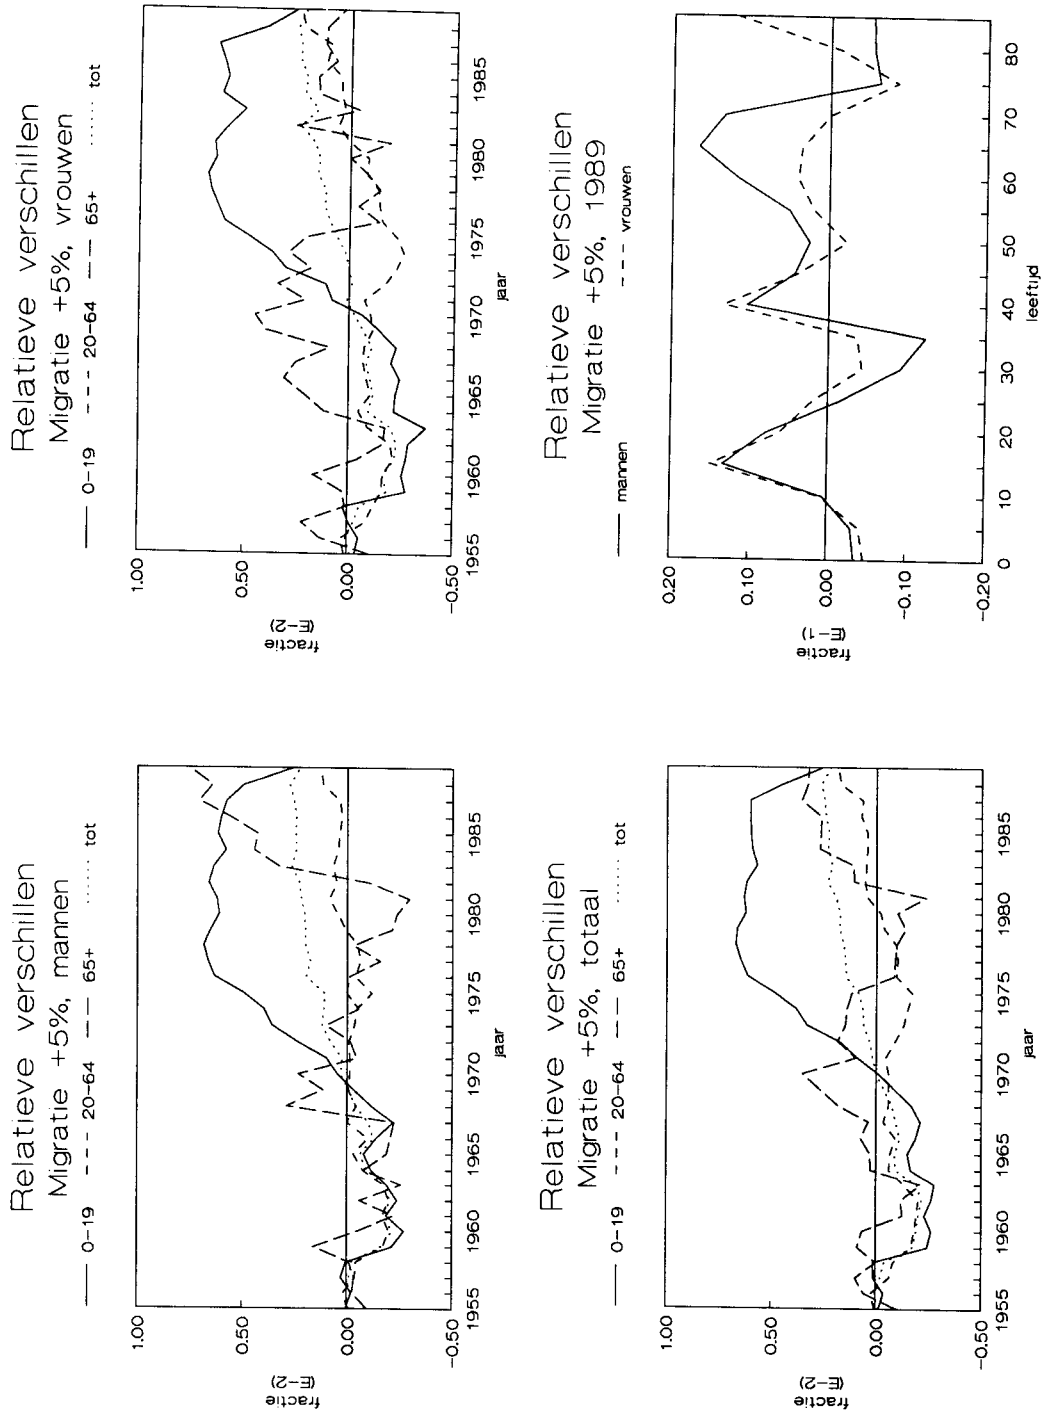 Relatieve verschillen
Migratie +5%, mannen
0-19 20-64 65+ tot
fractie
(E-2)
1.00
0.50
0.00
-0.50
1955 1960 1965 1970 1975 1980 1985
jaar
Relatieve verschillen
Migratie +5%, vrouwen
0-19 20-64 65+ tot
fractie
(E-2)
1.00
0.50
0.00
-0.50
1955 1960 1965 1970 1975 1980 1985
jaar
Relatieve verschillen
Migratie +5%, totaal
0-19 20-64 65+ tot
fractie
(E-2)
1.00
0.50
0.00
-0.50
1955 1960 1965 1970 1975 1980 1985
jaar
Relatieve verschillen
Migratie +5%, 1989
mannen vrouwen
fractie
(E-1)
0.20
0.10
0.00
-0.10
-0.20
0 10 20 30 40 50 60 70 80
leeftijd